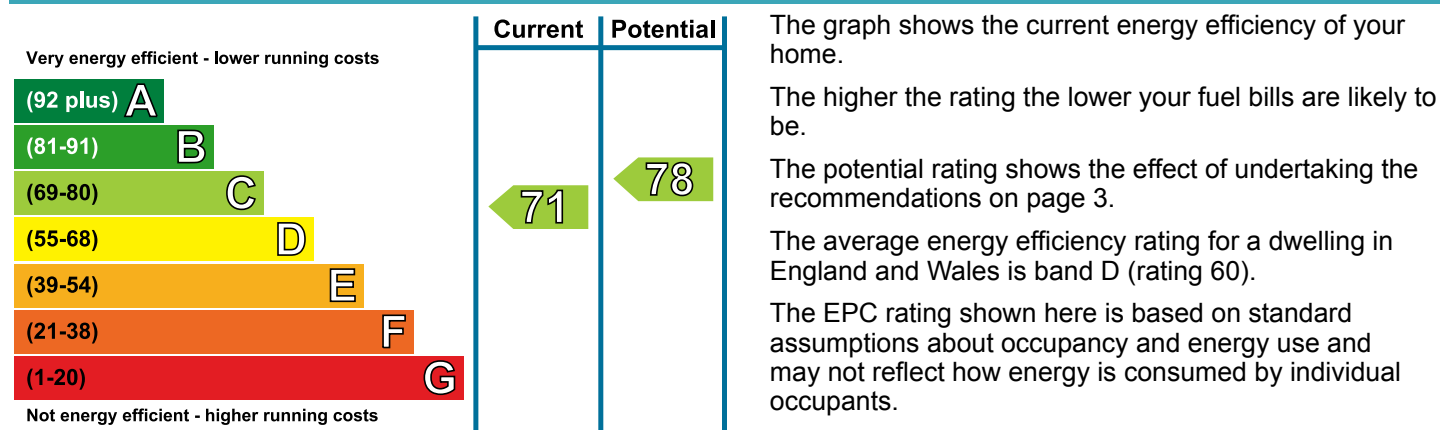 Current Potential
Very energy efficient - lower running costs
(92 plus) A
(81-91) B
(69-80) C
(55-68) D
(39-54) E
(21-38) F
(1-20) G
Not energy efficient - higher running costs
71
78
The graph shows the current energy efficiency of your
home.
The higher the rating the lower your fuel bills are likely to
be.
The potential rating shows the effect of undertaking the
recommendations on page 3.
The average energy efficiency rating for a dwelling in
England and Wales is band D (rating 60).
The EPC rating shown here is based on standard
assumptions about occupancy and energy use and
may not reflect how energy is consumed by individual
occupants.